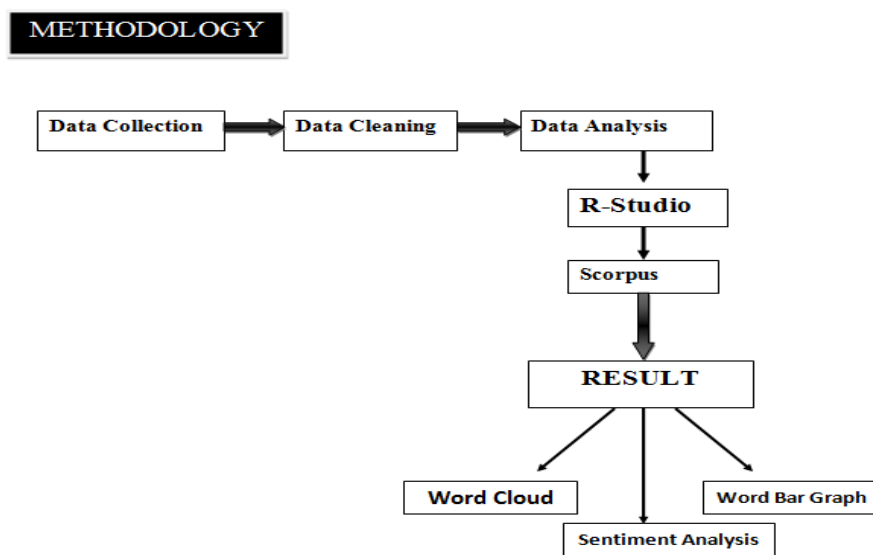 METHODOLOGY
Data Collection
Data Cleaning
Data Analysis
R-Studio
Scorpus
RESULT
Word Cloud
Word Bar Graph
Sentiment Analysis